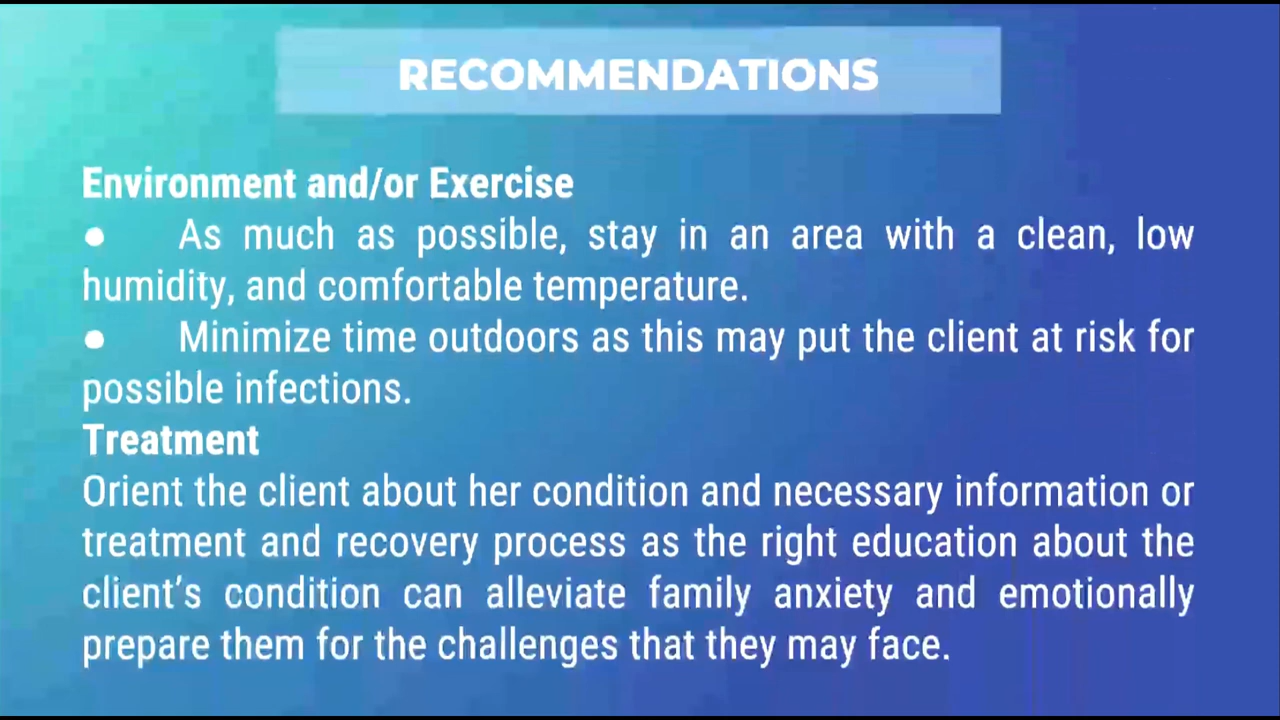 RECOMMENDATIONS
Environment and/or Exercise
● As much as possible, stay in an area with a clean, low
humidity, and comfortable temperature.
● Minimize time outdoors as this may put the client at risk for
possible infections.
Treatment
Orient the client about her condition and necessary information or
treatment and recovery process as the right education about the
client’s condition can alleviate family anxiety and emotionally
prepare them for the challenges that they may face.